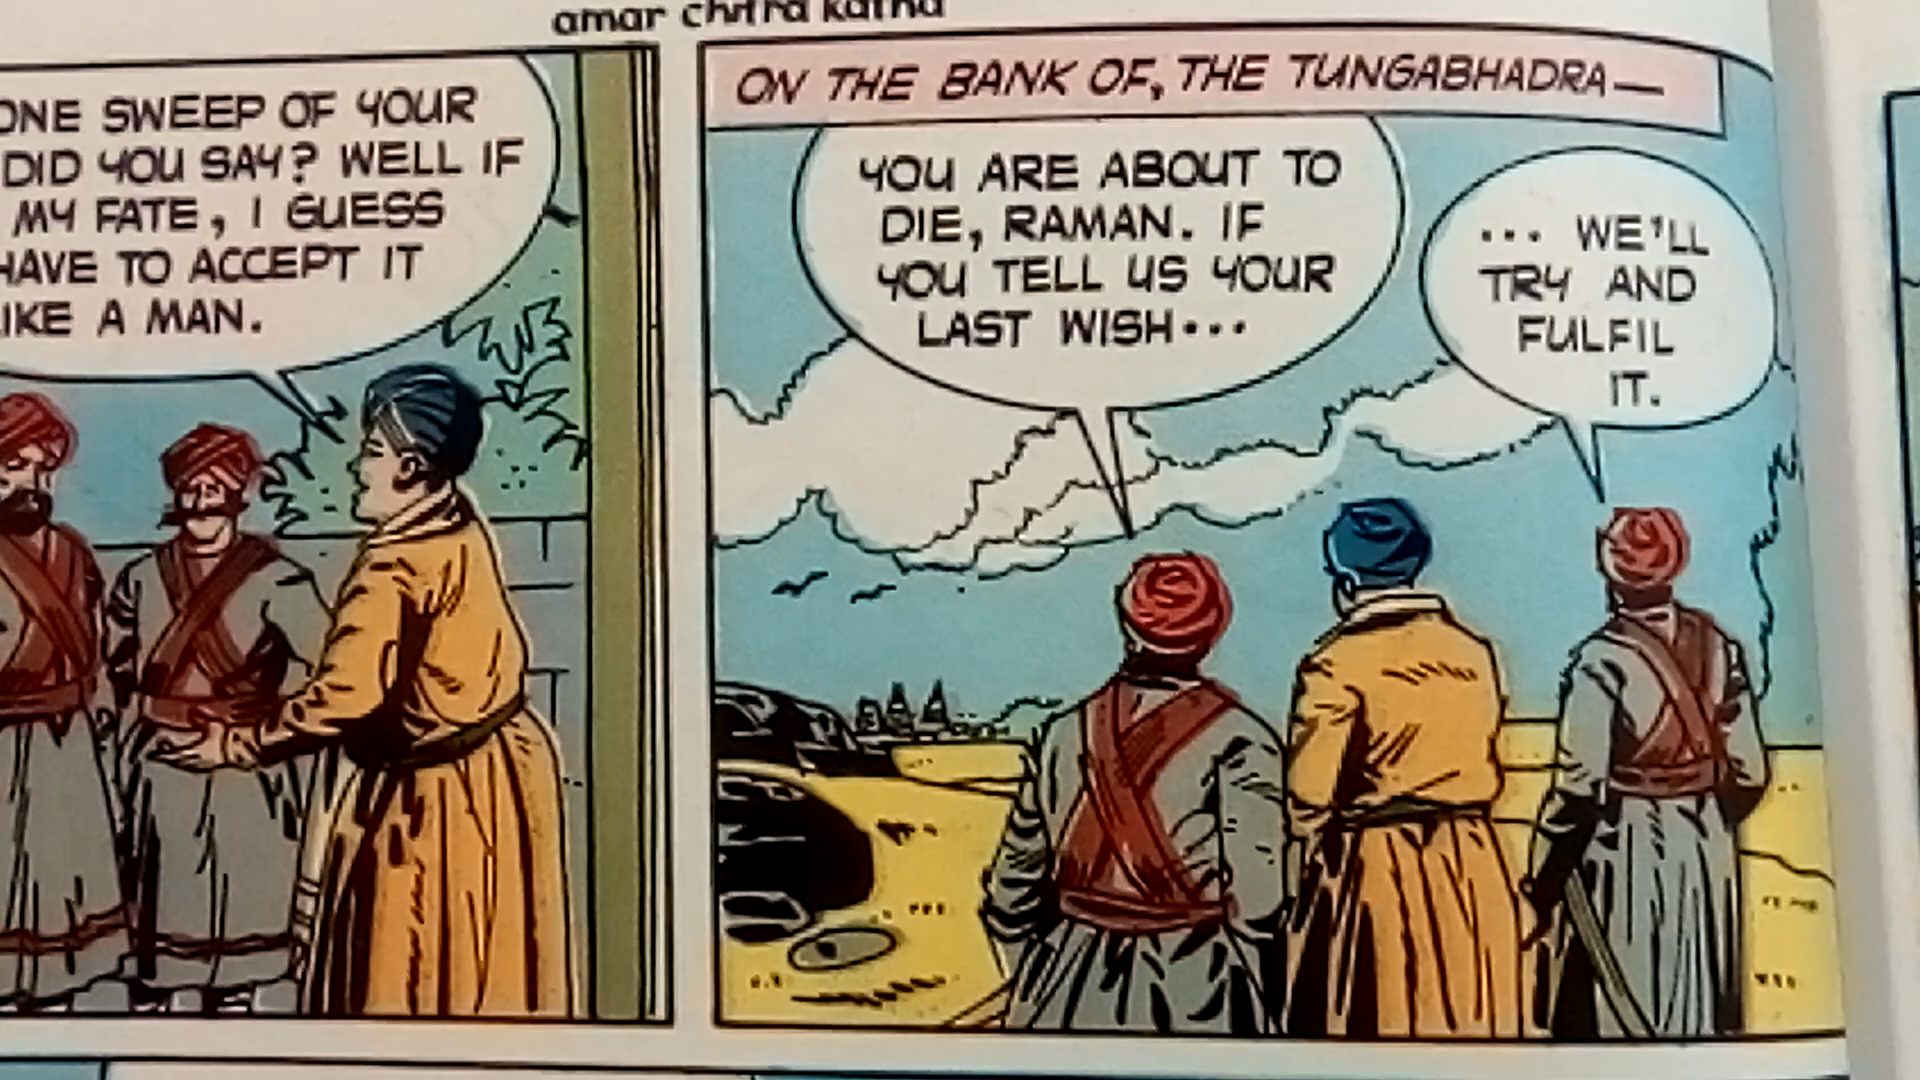 amar chitra katha
ONE SWEEP OF YOUR
DID YOU SAY? WELL IF
MY FATE, I GUESS
HAVE TO ACCEPT IT
LIKE A MAN.
ON THE BANK OF, THE TUNGABHADRA—
YOU ARE ABOUT TO
DIE, RAMAN. IF
YOU TELL US YOUR
LAST WISH...
... WE'LL
TRY AND
FULFIL
IT.